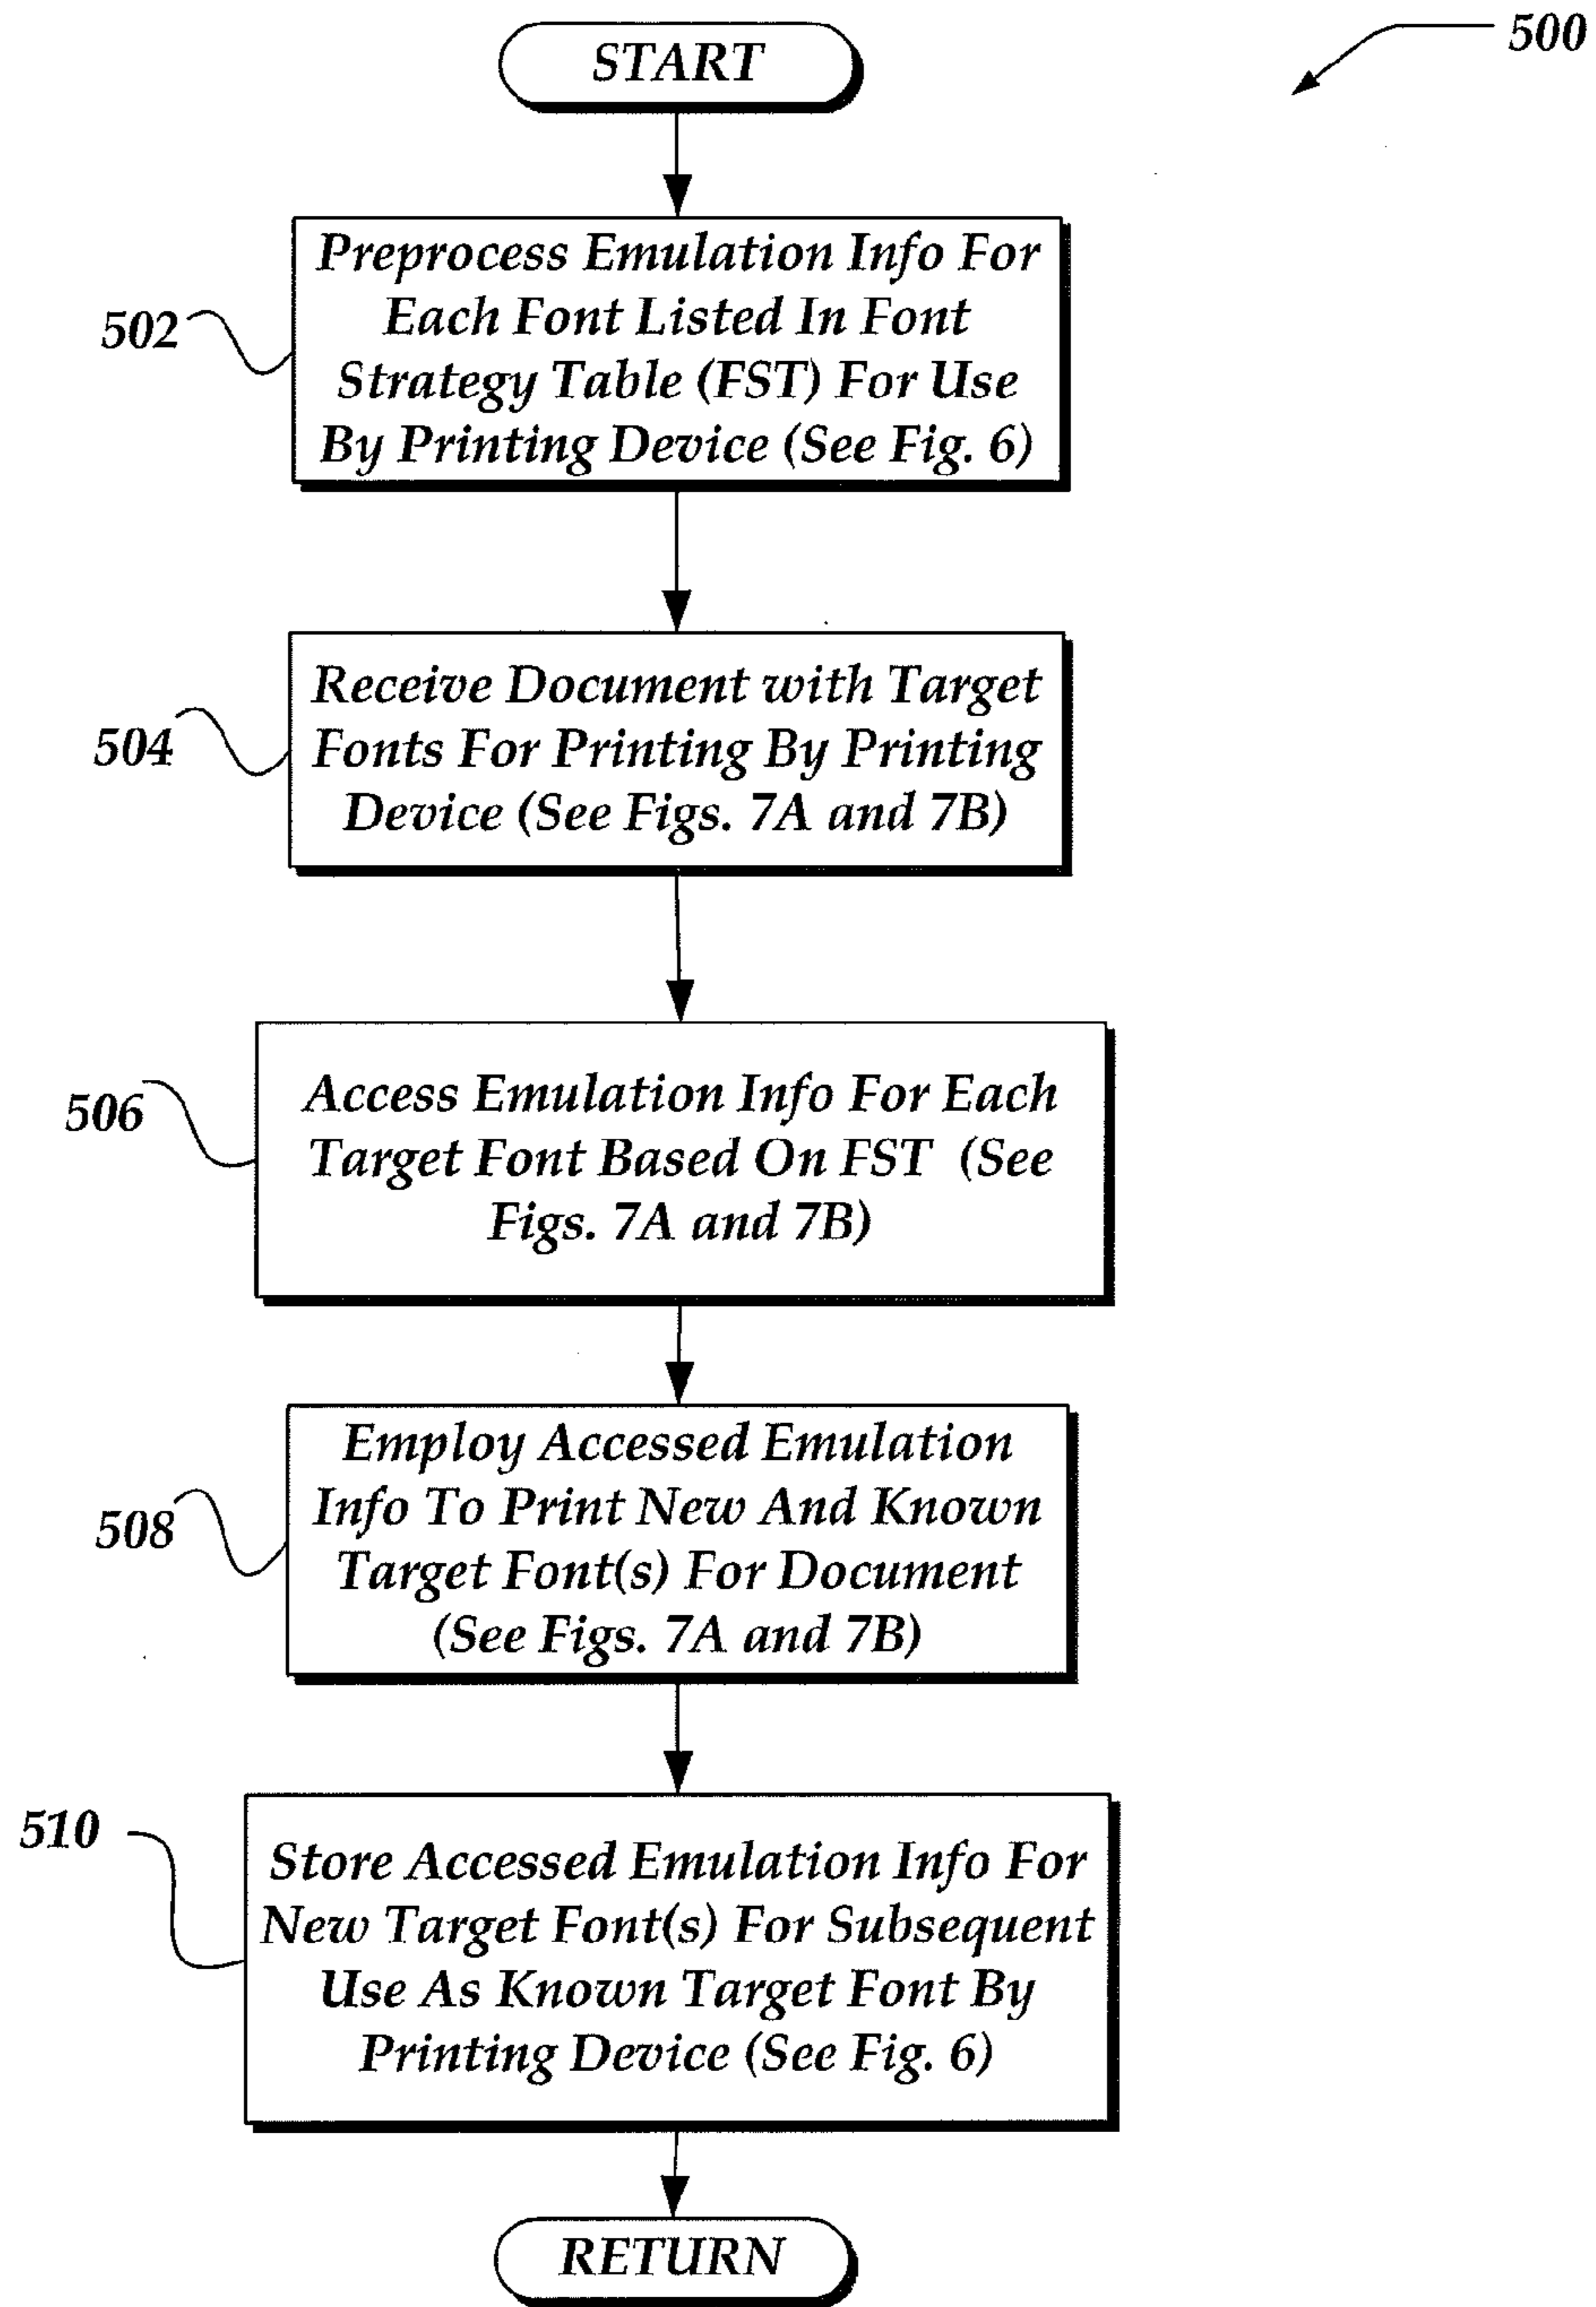 START
500
Preprocess Emulation Info For
Each Font Listed In Font
Strategy Table (FST) For Use
By Printing Device (See Fig. 6)
502
Receive Document with Target
Fonts For Printing By Printing
Device (See Figs. 7A and 7B)
504
Access Emulation Info For Each
Target Font Based On FST (See
Figs. 7A and 7B)
506
Employ Accessed Emulation
Info To Print New And Known
Target Font(s) For Document
(See Figs. 7A and 7B)
508
Store Accessed Emulation Info For
New Target Font(s) For Subsequent
Use As Known Target Font By
Printing Device (See Fig. 6)
510
RETURN